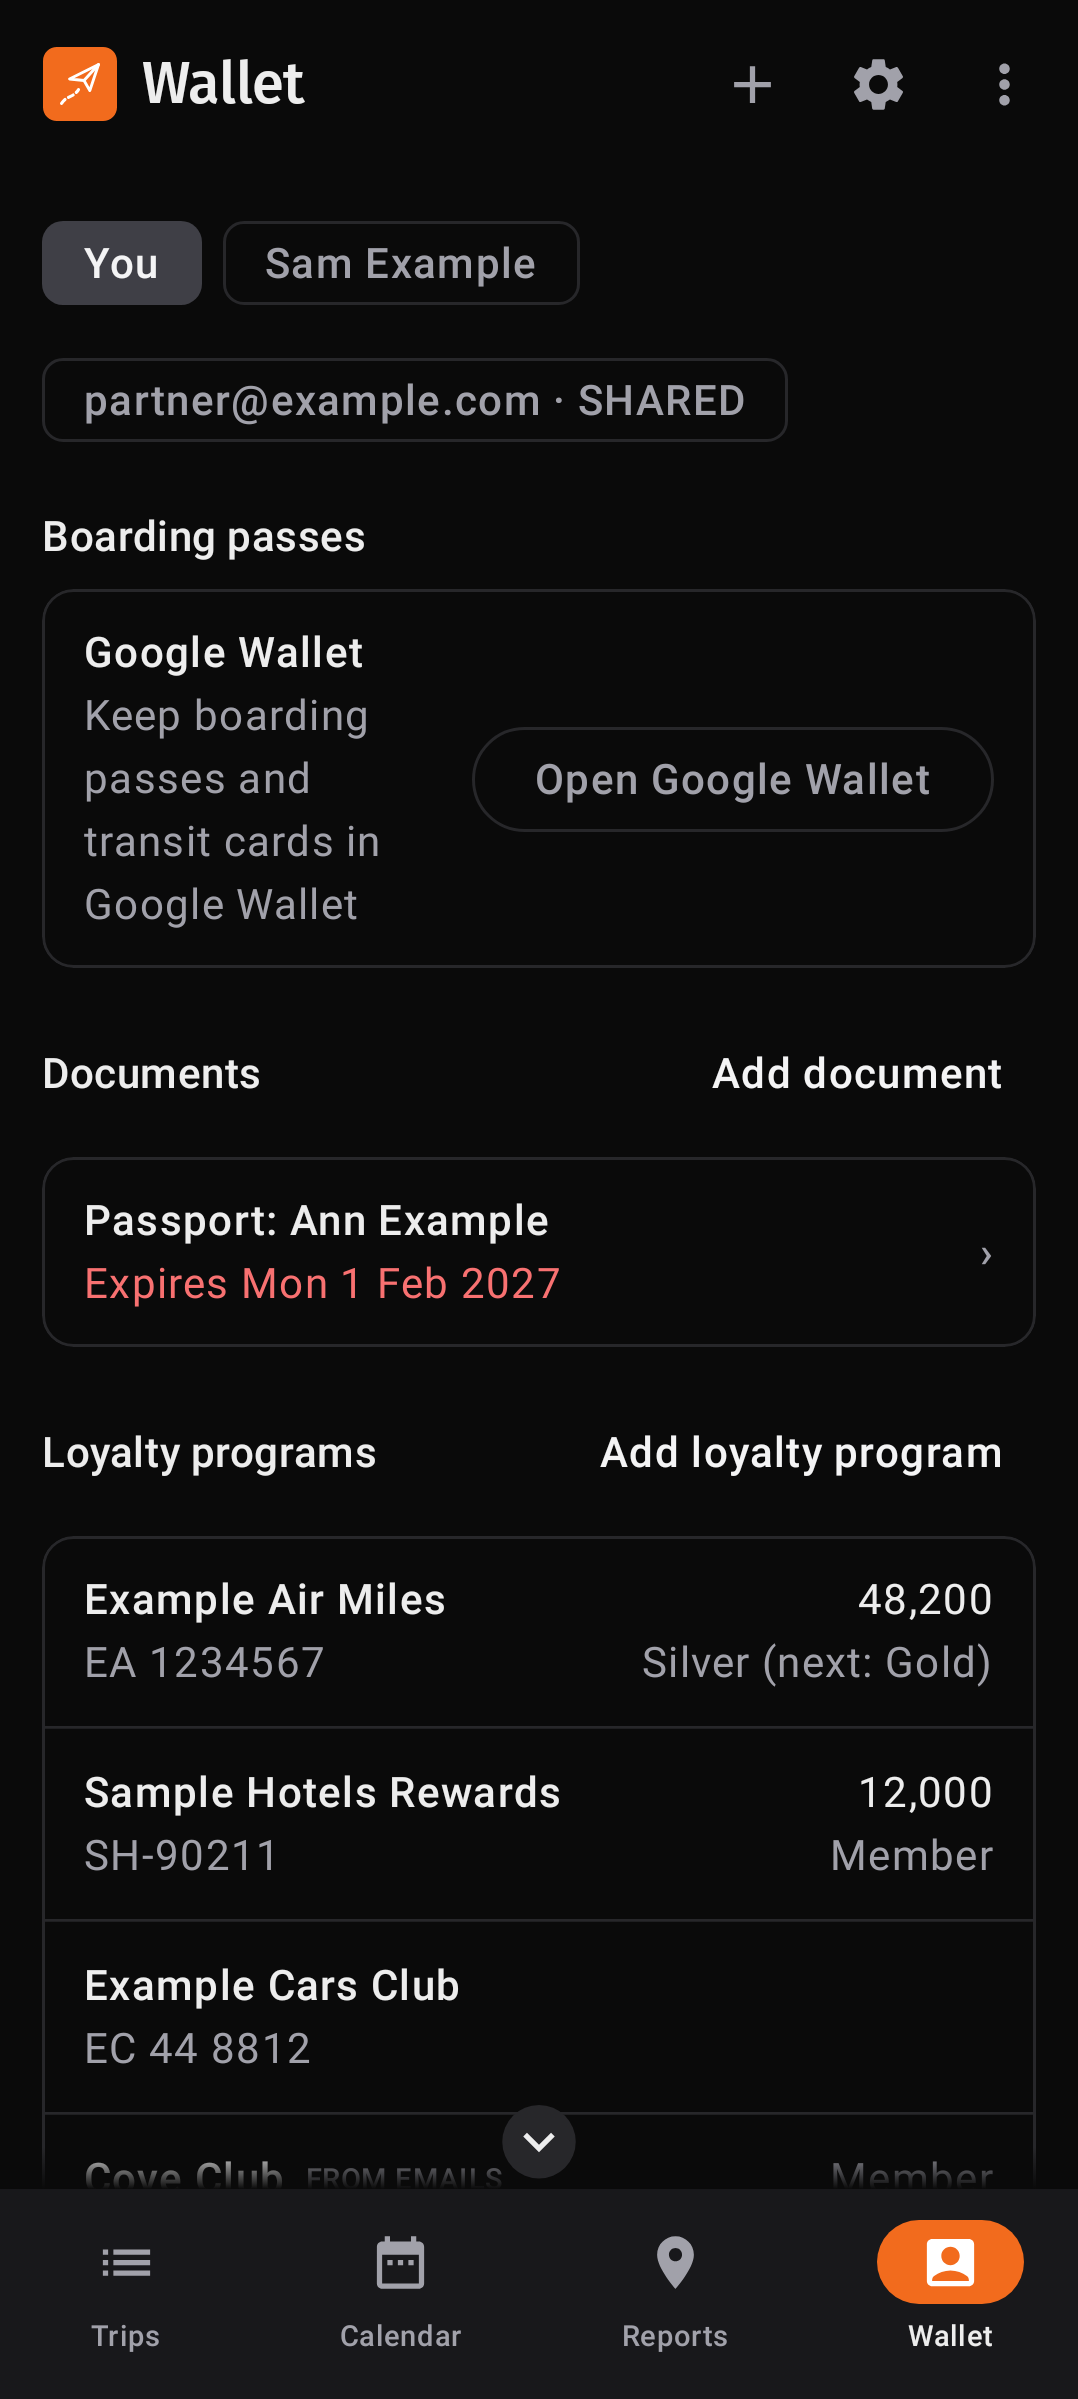 Wallet
You
Sam Example
partner@example.com · SHARED
Boarding passes
Google Wallet
Keep boarding
passes and
transit cards in
Google Wallet
Open Google Wallet
Documents
Add document
Passport: Ann Example
Expires Mon 1 Feb 2027
Loyalty programs
Add loyalty program
Example Air Miles
48,200
EA 1234567
Silver (next: Gold)
Sample Hotels Rewards
12,000
SH-90211
Member
Example Cars Club
EC 44 8812
Cove Club FROM EMAILS
Member
Trips
Calendar
Reports
Wallet